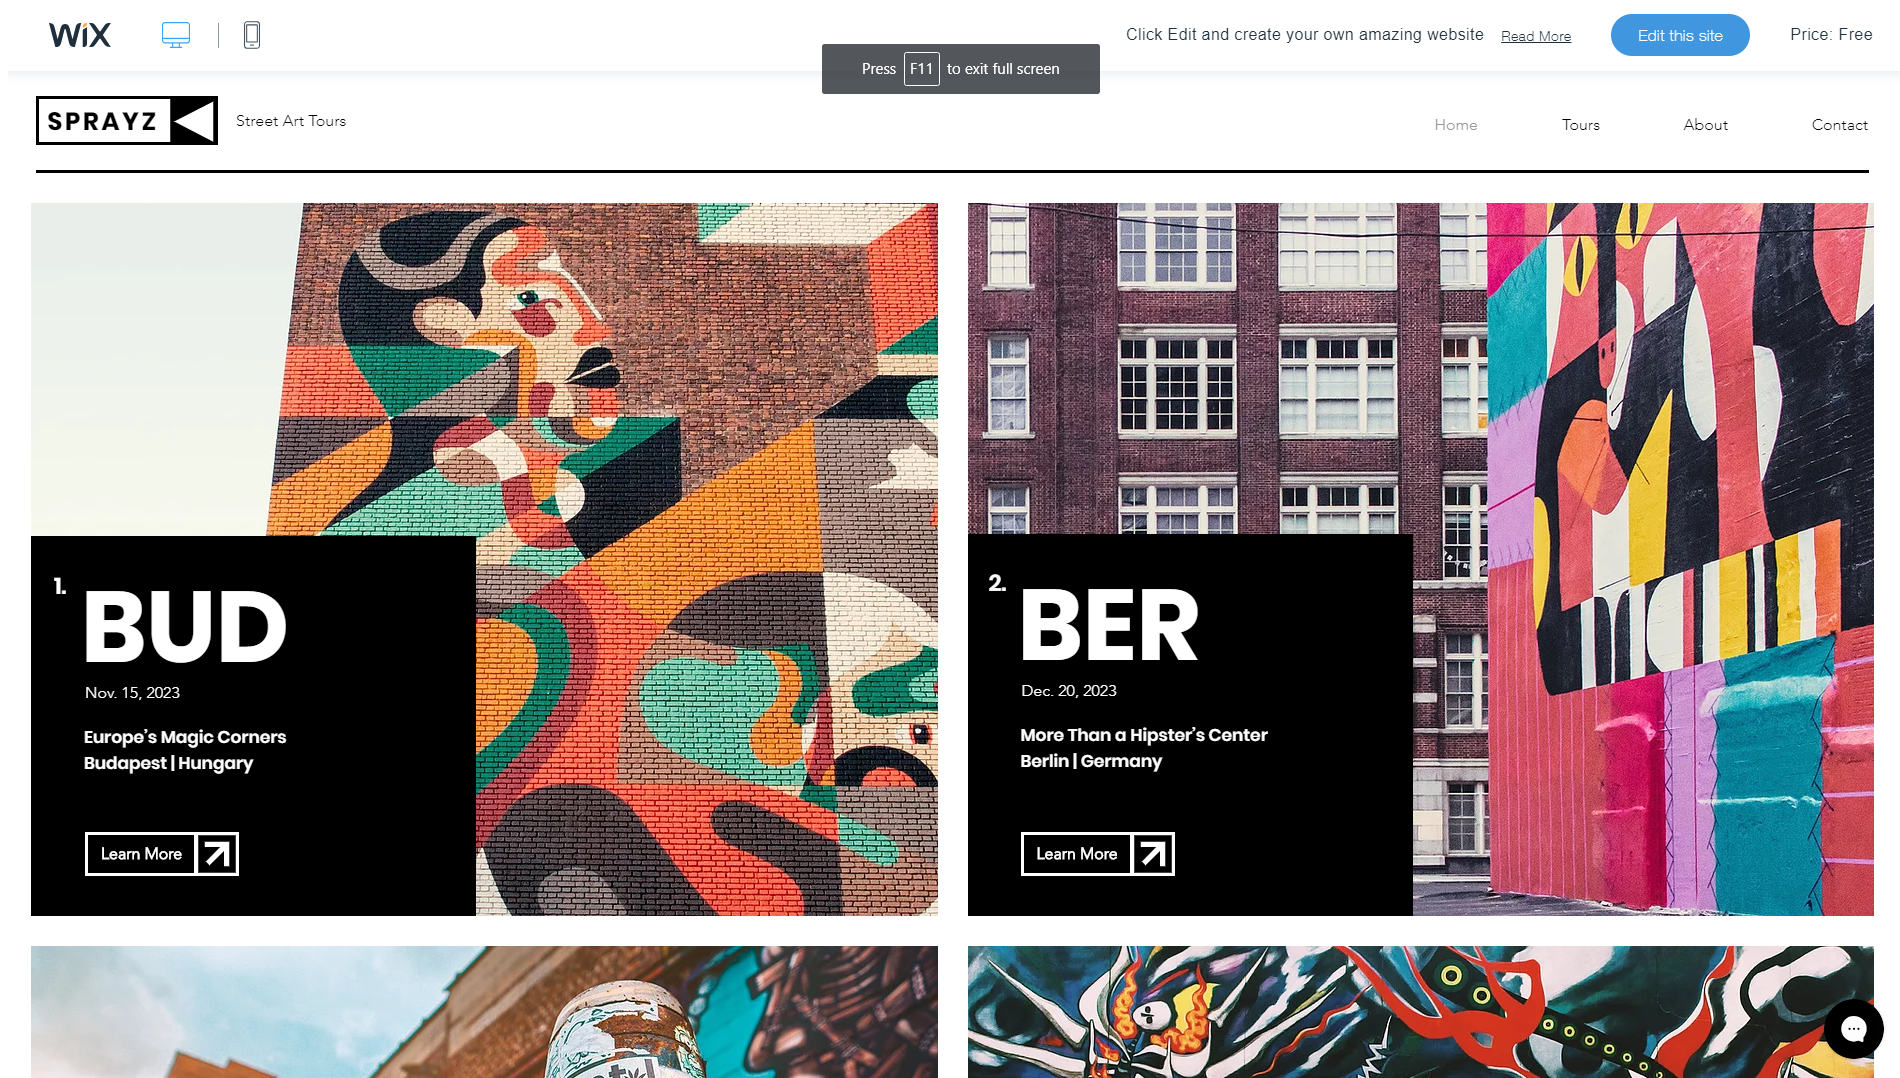 WiX
Click Edit and create your own amazing website Read More Edit this site Price: Free
Press F11 to exit full screen
SPRAYZ Street Art Tours
Home Tours About Contact
1.
BUD
Nov. 15, 2023
Europe's Magic Corners
Budapest | Hungary
Learn More
2.
BER
Dec. 20, 2023
More Than a Hipster's Center
Berlin | Germany
Learn More